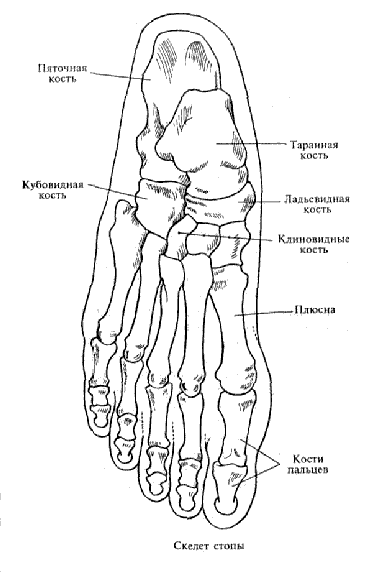 Пяточная
кость
Таранная
кость
Кубовидная
кость
Ладьевидная
кость
Клиновидные
кость
Плюсна
Кости
пальцев
Скелет стопы